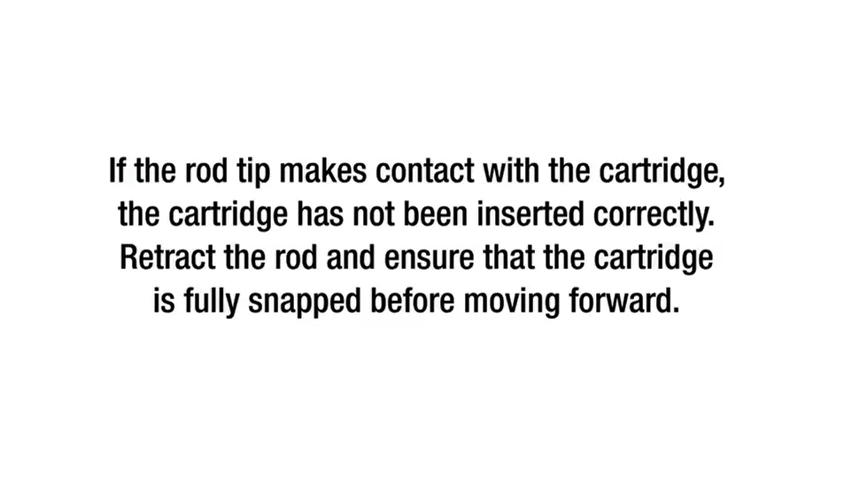 If the rod tip makes contact with the cartridge,
the cartridge has not been inserted correctly.
Retract the rod and ensure that the cartridge
is fully snapped before moving forward.